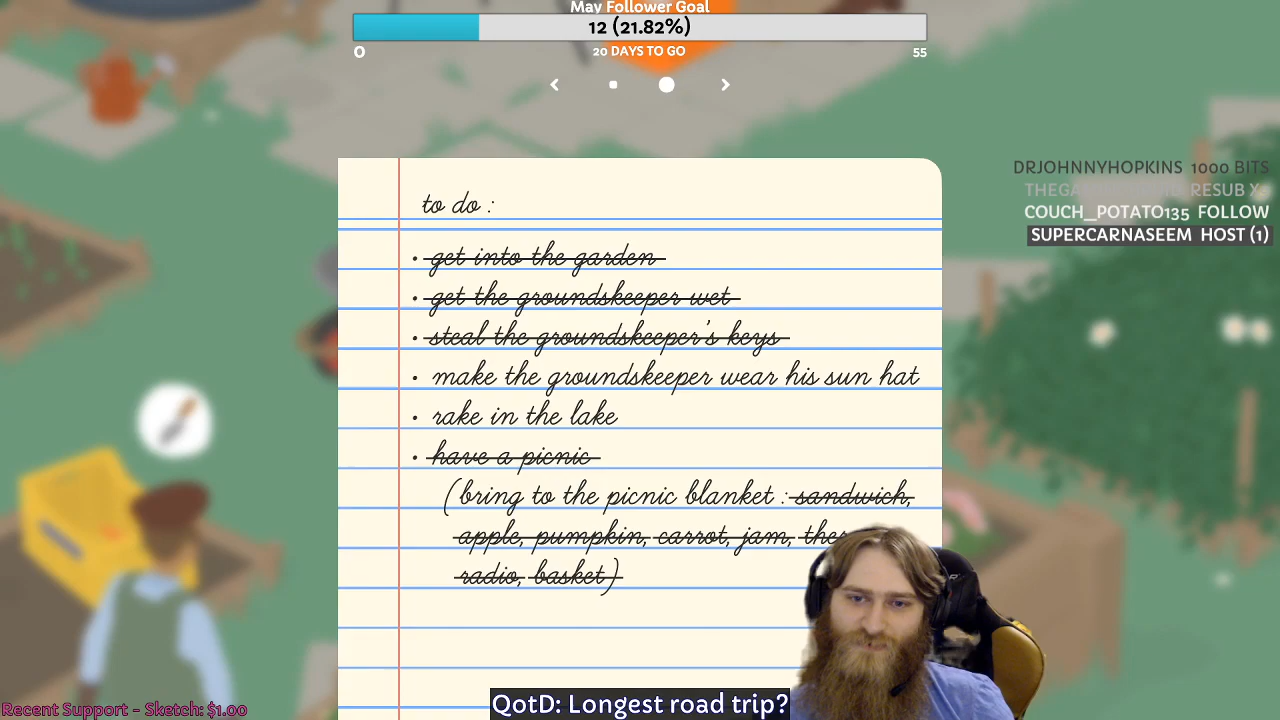 May Follower Goal
12 (21.82%)
0
20 DAYS TO GO
55
DRJOHNNYHOPKINS 1000 BITS
RESUB
COUCH_POTATO135 FOLLOW
SUPERCARNASEEM HOST (1)
to do :
• get into the garden
• get the groundskeeper wet
• steal the groundskeeper's keys
• make the groundskeeper wear his sun hat
• rake in the lake
• have a picnic
(bring to the picnic blanket : sandwich,
apple, pumpkin, carrot, jam,
radio, basket)
QotD: Longest road trip?
Recent Support - Sketch: $1.00